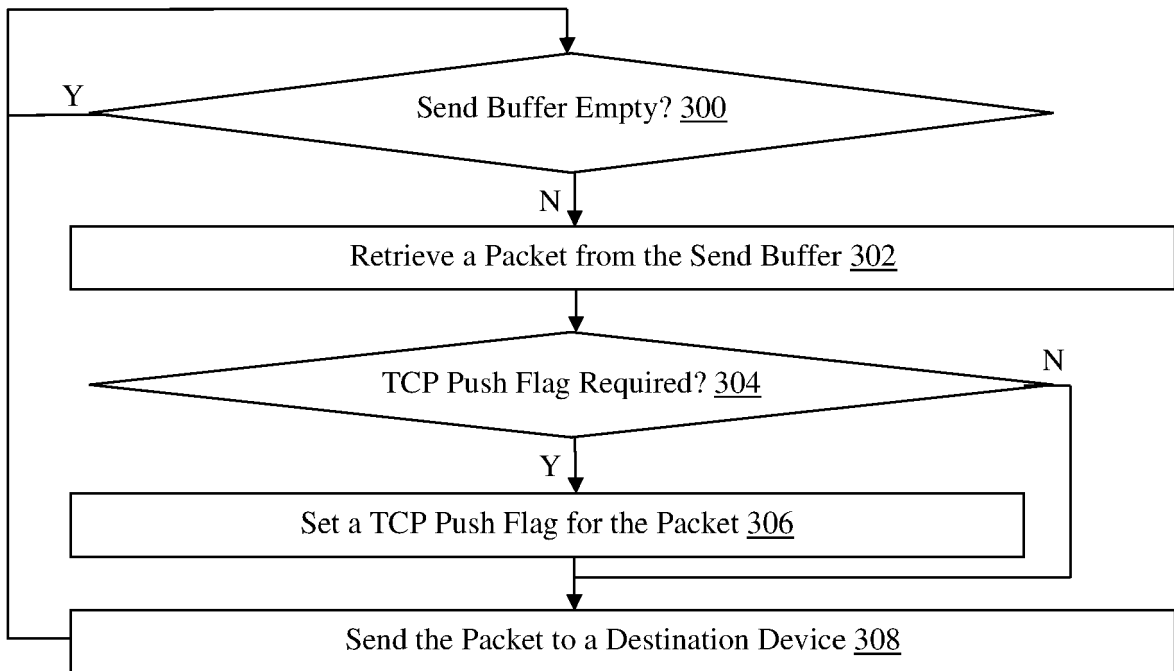 Send Buffer Empty? 300
Y
N
Retrieve a Packet from the Send Buffer 302
TCP Push Flag Required? 304
N
Y
Set a TCP Push Flag for the Packet 306
Send the Packet to a Destination Device 308